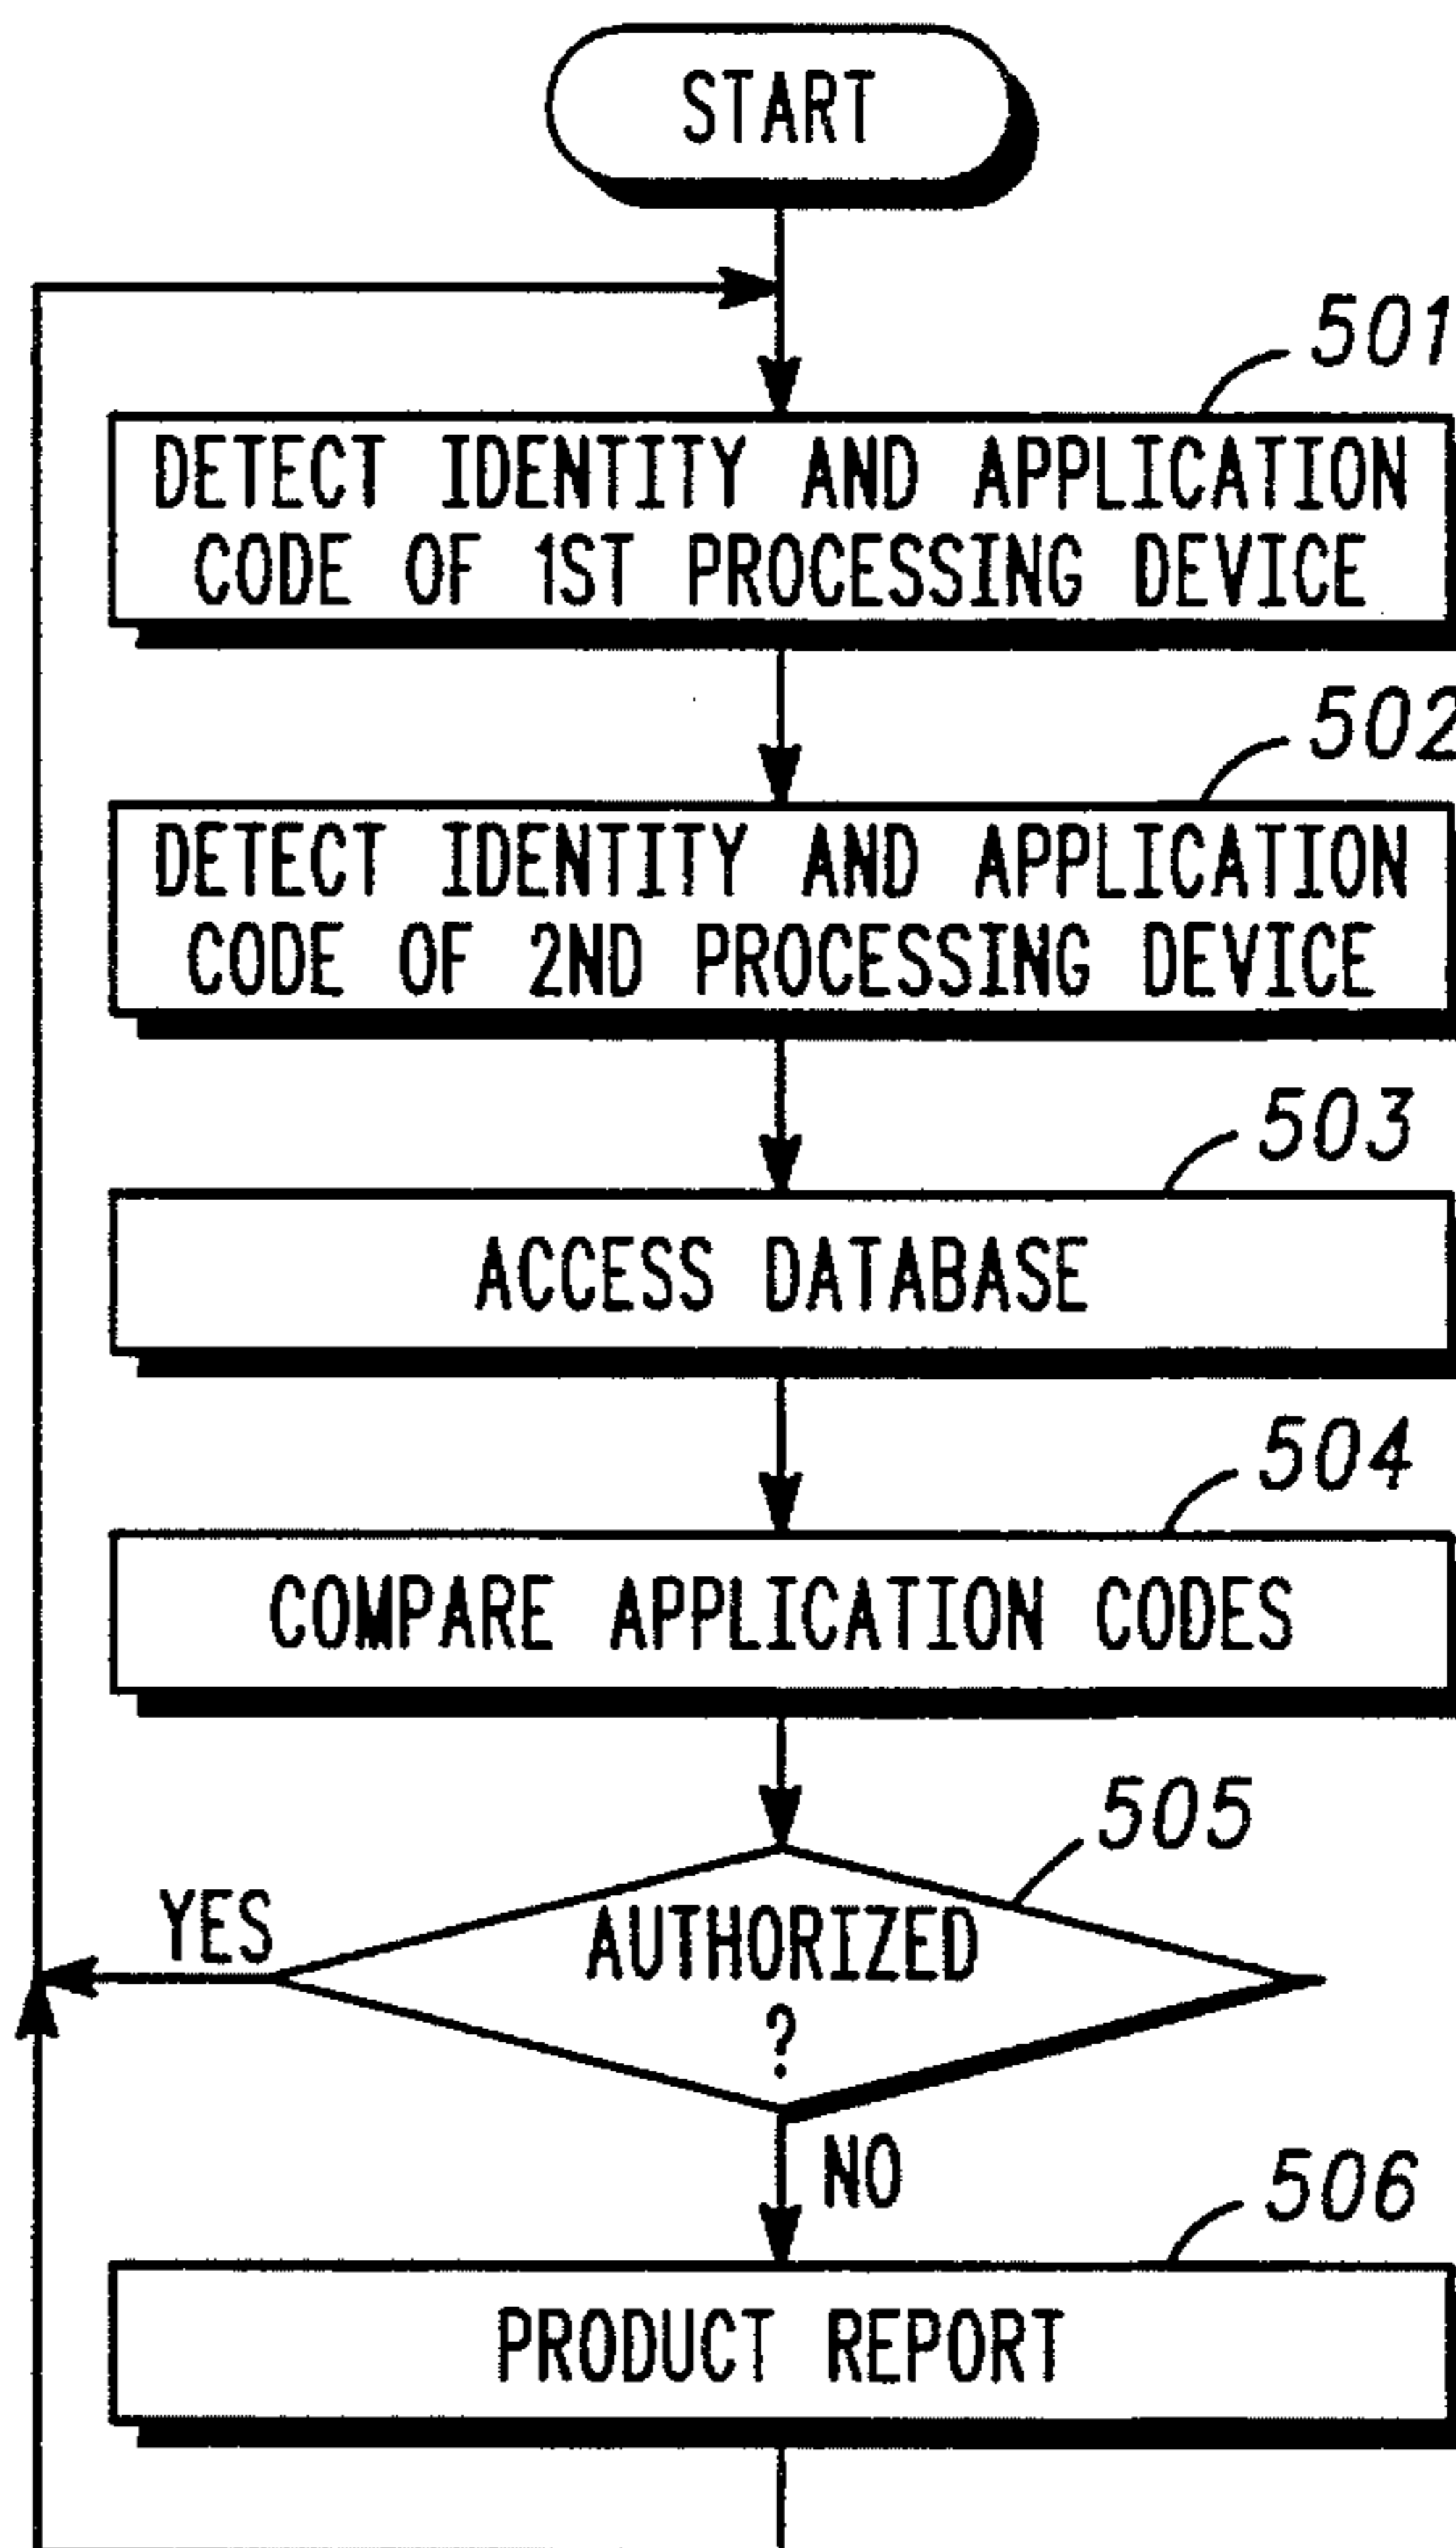 START
501
DETECT IDENTITY AND APPLICATION
CODE OF 1ST PROCESSING DEVICE
502
DETECT IDENTITY AND APPLICATION
CODE OF 2ND PROCESSING DEVICE
503
ACCESS DATABASE
504
COMPARE APPLICATION CODES
505
YES
AUTHORIZED
?
NO
506
PRODUCT REPORT